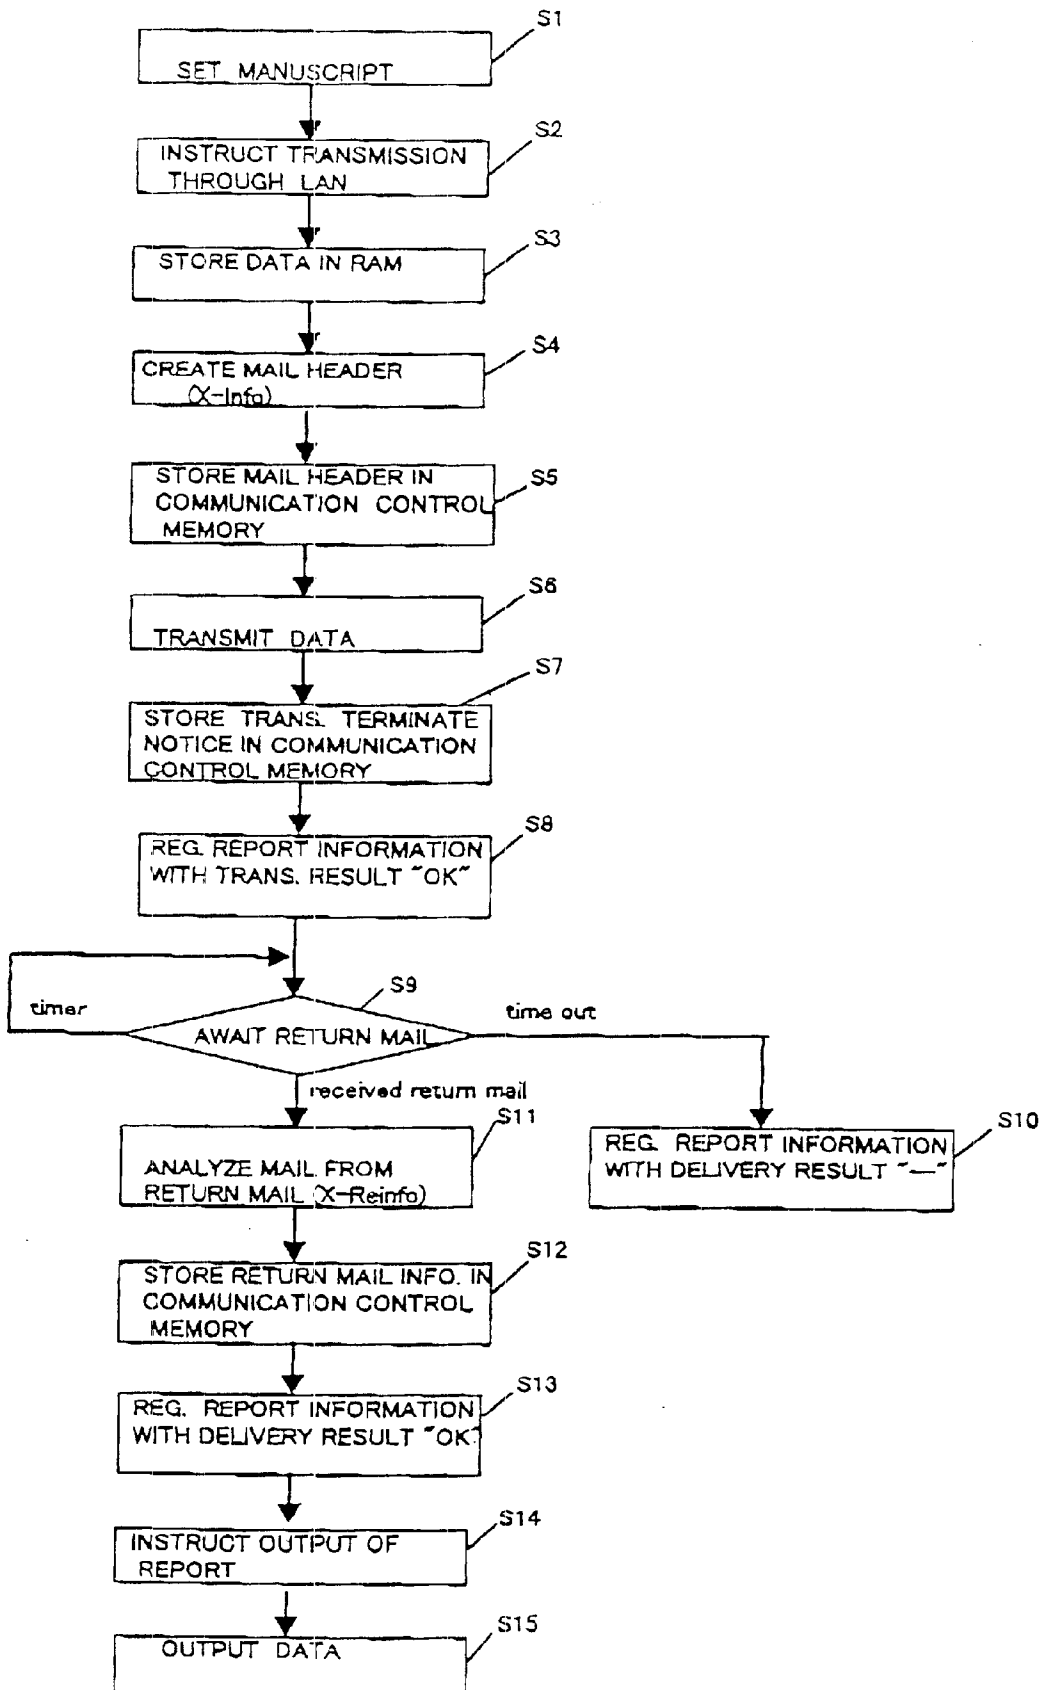 S1
SET MANUSCRIPT
S2
INSTRUCT TRANSMISSION
THROUGH LAN
S3
STORE DATA IN RAM
S4
CREATE MAIL HEADER
(X-Info)
S5
STORE MAIL HEADER IN
COMMUNICATION CONTROL
MEMORY
S6
TRANSMIT DATA
S7
STORE TRANS. TERMINATE
NOTICE IN COMMUNICATION
CONTROL MEMORY
S8
REG. REPORT INFORMATION
WITH TRANS. RESULT "OK"
S9
timer
time out
AWAIT RETURN MAIL
received return mail
S11
ANALYZE MAIL FROM
RETURN MAIL (X-Reinfo)
S10
REG. REPORT INFORMATION
WITH DELIVERY RESULT "—"
S12
STORE RETURN MAIL INFO. IN
COMMUNICATION CONTROL
MEMORY
S13
REG. REPORT INFORMATION
WITH DELIVERY RESULT "OK"
S14
INSTRUCT OUTPUT OF
REPORT
S15
OUTPUT DATA